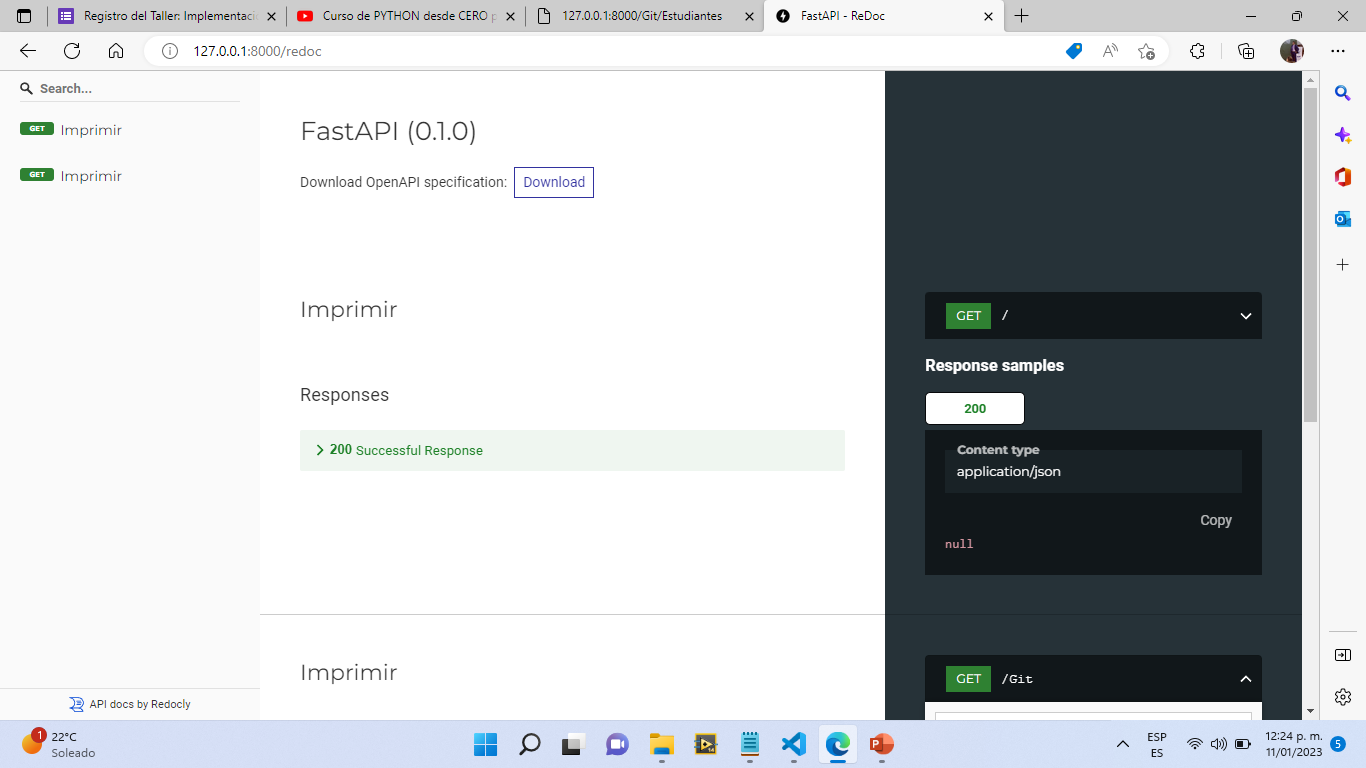 Registro del Taller: Implementaci
Curso de PYTHON desde CERO p
127.0.0.1:8000/Git/Estudiantes
FastAPI - ReDoc
127.0.0.1:8000/redoc
Search...
GET Imprimir
GET Imprimir
API docs by Redocly
FastAPI (0.1.0)
Download OpenAPI specification: Download
Imprimir
Responses
200 Successful Response
GET /
Response samples
200
Content type
application/json
Copy
null
Imprimir
GET /Git
1
22°C
Soleado
ESP
ES
12:24 p. m.
11/01/2023
5